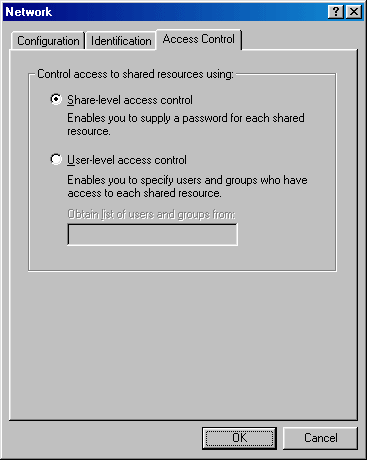 Network
Configuration Identification Access Control
Control access to shared resources using:
Share-level access control
Enables you to supply a password for each shared
resource.
User-level access control
Enables you to specify users and groups who have
access to each shared resource.
Obtain list of users and groups from:
OK Cancel